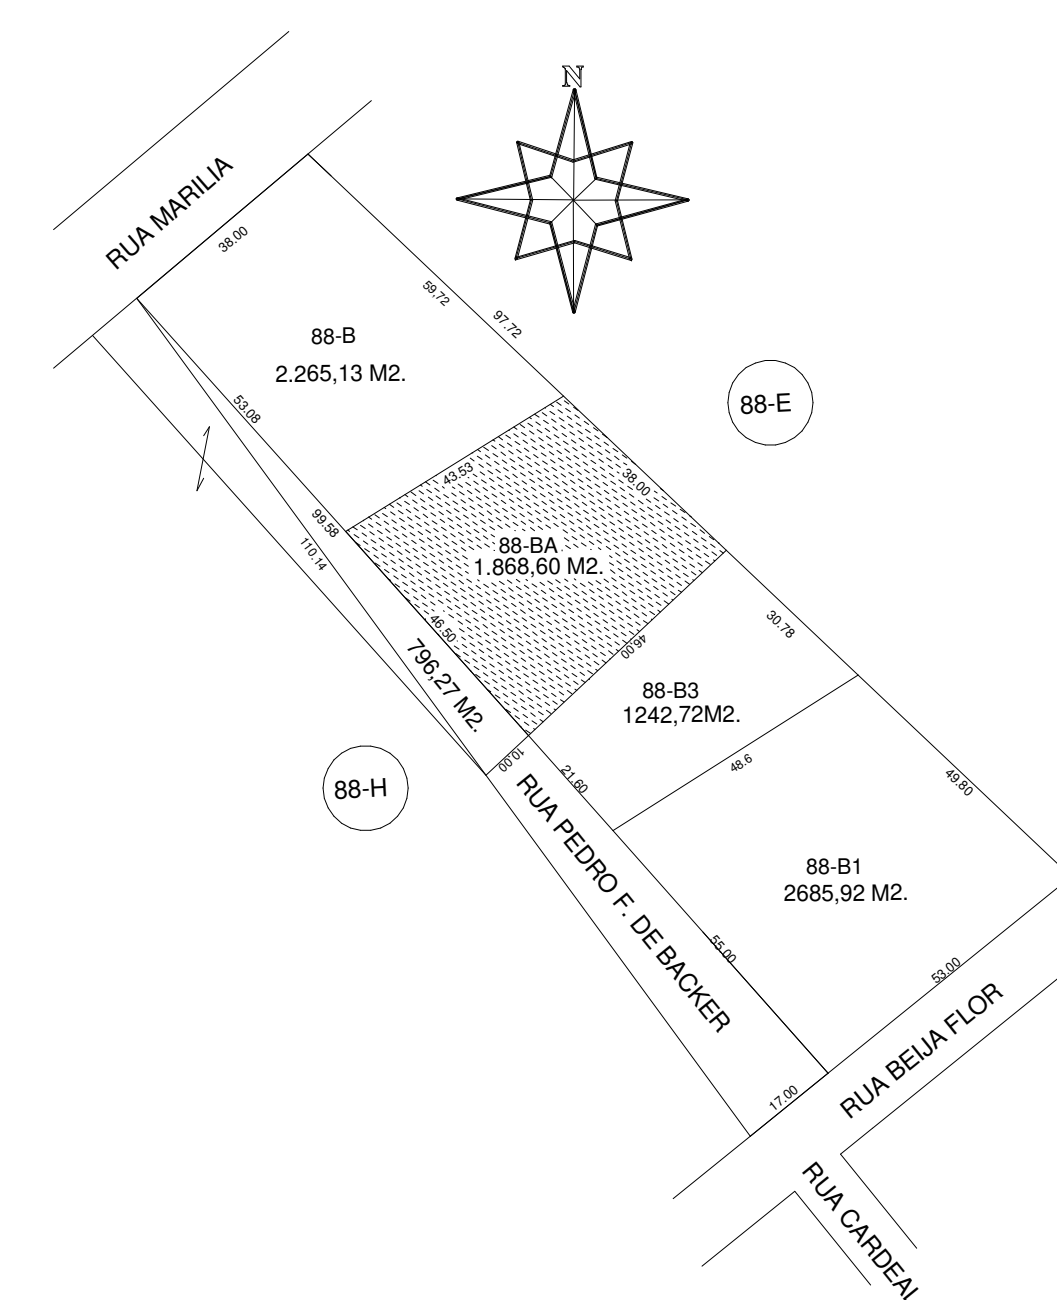 N
RUA MARILIA
38.00
59,72
97.72
88-B
2.265,13 M2.
88-E
53.08
43.53
38.00
99.58
110.14
88-BA
1.868,60 M2.
46.50
46.00
30.78
796,27 M2.
88-B3
1242,72M2.
10.00
21.60
48.6
49.80
88-H
RUA PEDRO F. DE BACKER
88-B1
2685,92 M2.
55.00
53.00
17.00
RUA BEIJA FLOR
RUA CARDEAL